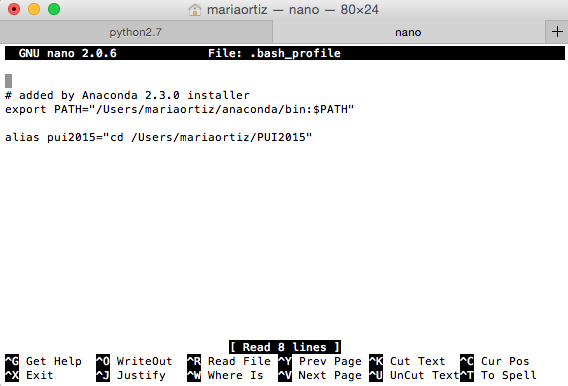 mariaortiz — nano — 80×24
python2.7 nano +
GNU nano 2.0.6 File: .bash_profile
# added by Anaconda 2.3.0 installer
export PATH="/Users/mariaortiz/anaconda/bin:$PATH"
alias pui2015="cd /Users/mariaortiz/PUI2015"
[ Read 8 lines ]
^G Get Help ^O WriteOut ^R Read File ^Y Prev Page ^K Cut Text ^C Cur Pos
^X Exit ^J Justify ^W Where Is ^V Next Page ^U UnCut Text ^T To Spell